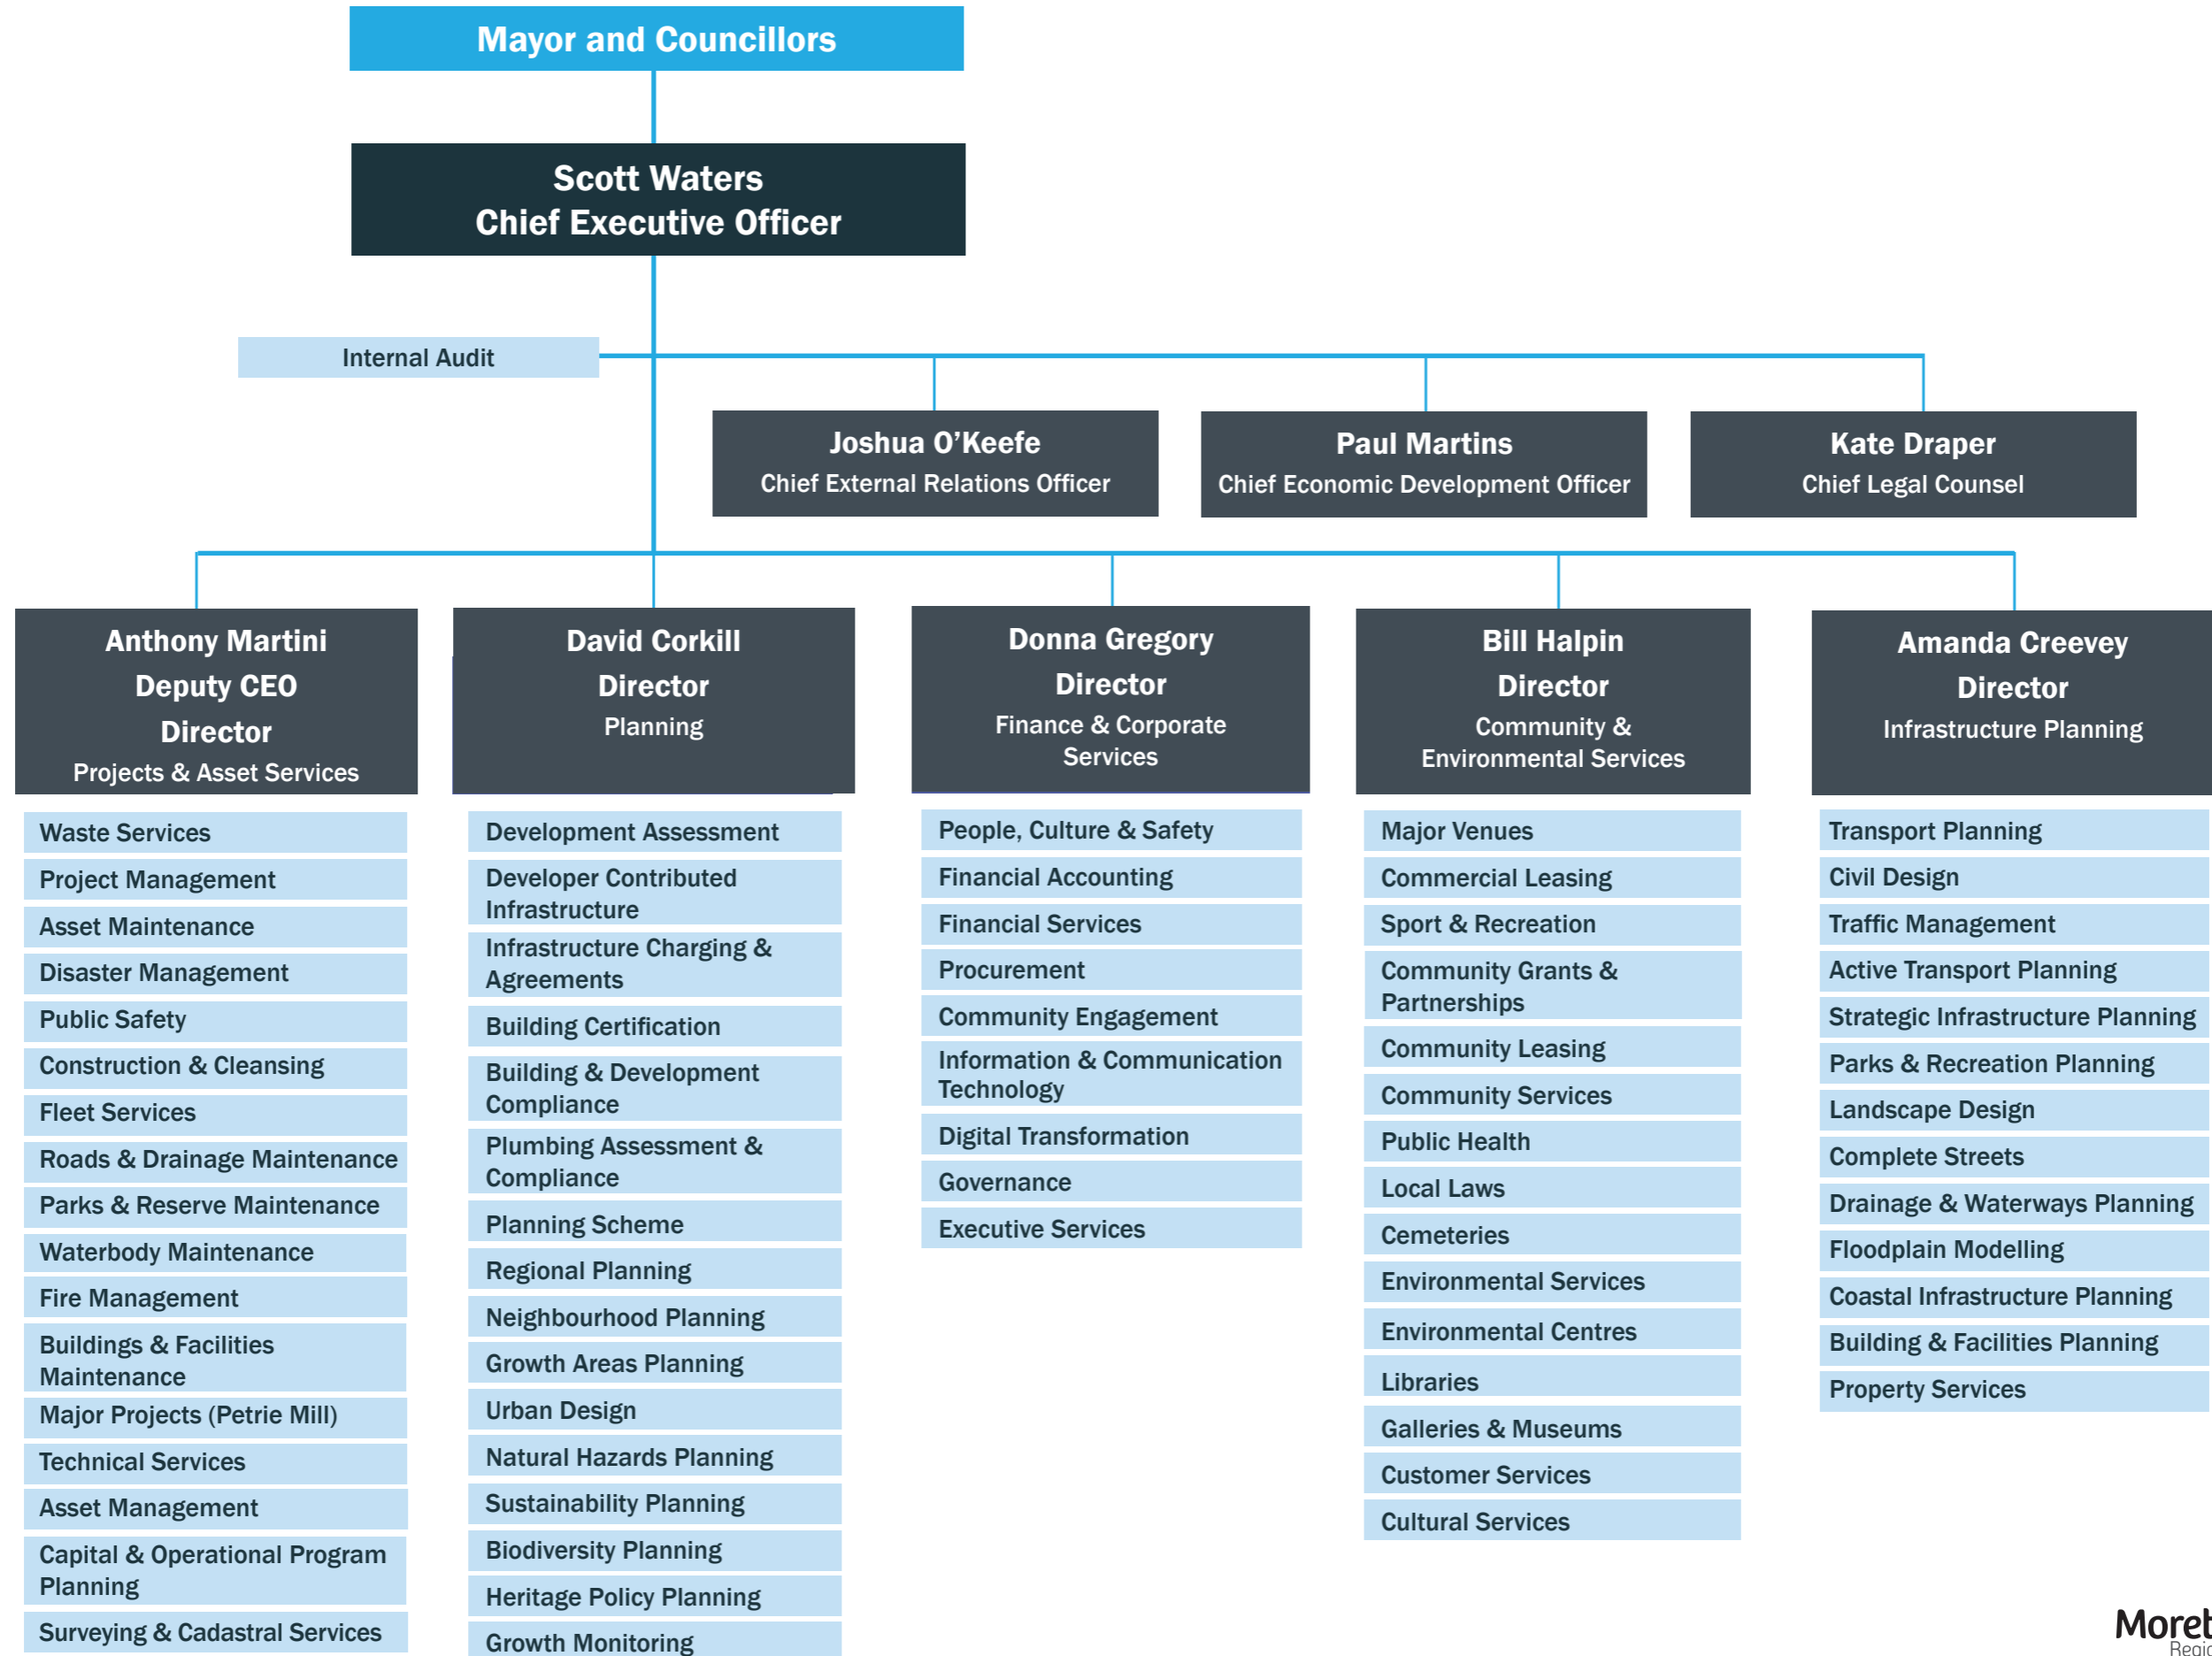 Mayor and Councillors
Scott Waters
Chief Executive Officer
Internal Audit
Joshua O’Keefe
Chief External Relations Officer
Paul Martins
Chief Economic Development Officer
Kate Draper
Chief Legal Counsel
Anthony Martini
Deputy CEO
Director
Projects & Asset Services
Waste Services
Project Management
Asset Maintenance
Disaster Management
Public Safety
Construction & Cleansing
Fleet Services
Roads & Drainage Maintenance
Parks & Reserve Maintenance
Waterbody Maintenance
Fire Management
Buildings & Facilities
Maintenance
Major Projects (Petrie Mill)
Technical Services
Asset Management
Capital & Operational Program
Planning
Surveying & Cadastral Services
David Corkill
Director
Planning
Development Assessment
Developer Contributed
Infrastructure
Infrastructure Charging &
Agreements
Building Certification
Building & Development
Compliance
Plumbing Assessment &
Compliance
Planning Scheme
Regional Planning
Neighbourhood Planning
Growth Areas Planning
Urban Design
Natural Hazards Planning
Sustainability Planning
Biodiversity Planning
Heritage Policy Planning
Growth Monitoring
Donna Gregory
Director
Finance & Corporate
Services
People, Culture & Safety
Financial Accounting
Financial Services
Procurement
Community Engagement
Information & Communication
Technology
Digital Transformation
Governance
Executive Services
Bill Halpin
Director
Community &
Environmental Services
Major Venues
Commercial Leasing
Sport & Recreation
Community Grants &
Partnerships
Community Leasing
Community Services
Public Health
Local Laws
Cemeteries
Environmental Services
Environmental Centres
Libraries
Galleries & Museums
Customer Services
Cultural Services
Amanda Creevey
Director
Infrastructure Planning
Transport Planning
Civil Design
Traffic Management
Active Transport Planning
Strategic Infrastructure Planning
Parks & Recreation Planning
Landscape Design
Complete Streets
Drainage & Waterways Planning
Floodplain Modelling
Coastal Infrastructure Planning
Building & Facilities Planning
Property Services